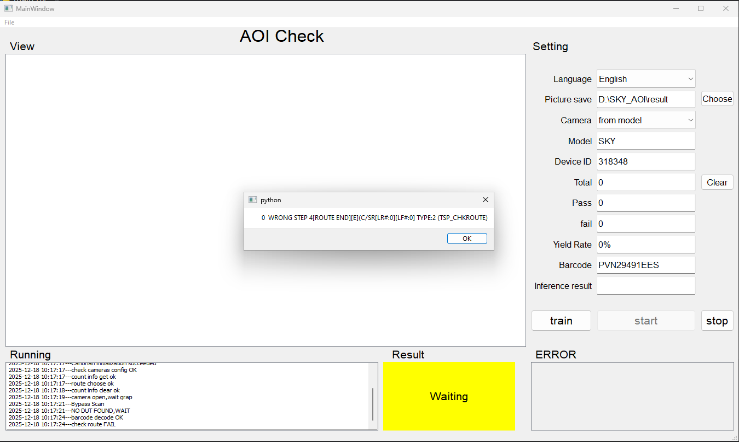 MainWindow
File
AOI Check
View
Setting
Language English
Picture save D:\SKY_AOI\result Choose
Camera from model
Model SKY
Device ID 318348
Total 0 Clear
Pass 0
fail 0
Yield Rate 0%
Barcode PVN29491EES
Inference result
train start stop
python
0 WRONG STEP 4[ROUTE END][E](C/SR[LR#:0][LF#:0] TYPE:2 (TSP_CHKROUTE)
OK
Running
2025-12-18 10:17:17---check cameras config OK
2025-12-18 10:17:17---count info get ok
2025-12-18 10:17:17---route choose ok
2025-12-18 10:17:18---count info clear ok
2025-12-18 10:17:19---camera open,wait grap
2025-12-18 10:17:21---Bypass Scan
2025-12-18 10:17:21---NO DUT FOUND,WAIT
2025-12-18 10:17:24---barcode decode OK
2025-12-18 10:17:24---check route FAIL
Result
Waiting
ERROR